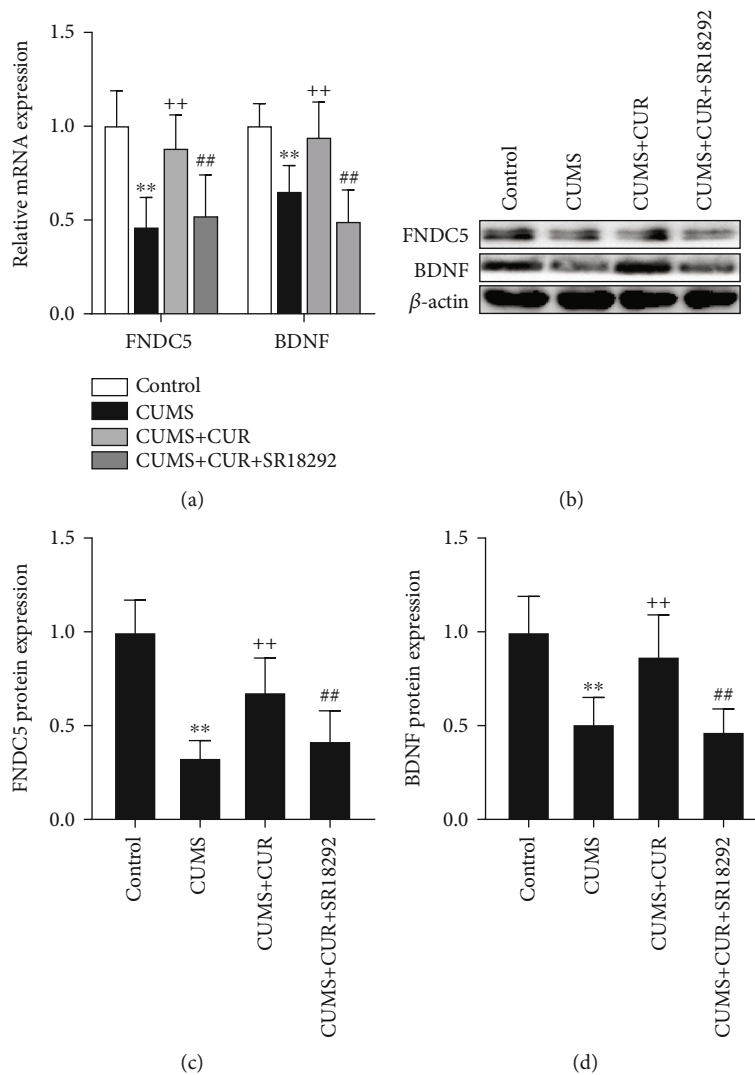 1.5
1.0
0.5
0.0
Relative mRNA expression
**
++
##
**
++
##
FNDC5
BDNF
Control
CUMS
CUMS+CUR
CUMS+CUR+SR18292
(a)
Control
CUMS
CUMS+CUR
CUMS+CUR+SR18292
FNDC5
BDNF
β-actin
(b)
1.5
1.0
0.5
0.0
FNDC5 protein expression
**
++
##
Control
CUMS
CUMS+CUR
CUMS+CUR+SR18292
(c)
1.5
1.0
0.5
0.0
BDNF protein expression
**
++
##
Control
CUMS
CUMS+CUR
CUMS+CUR+SR18292
(d)